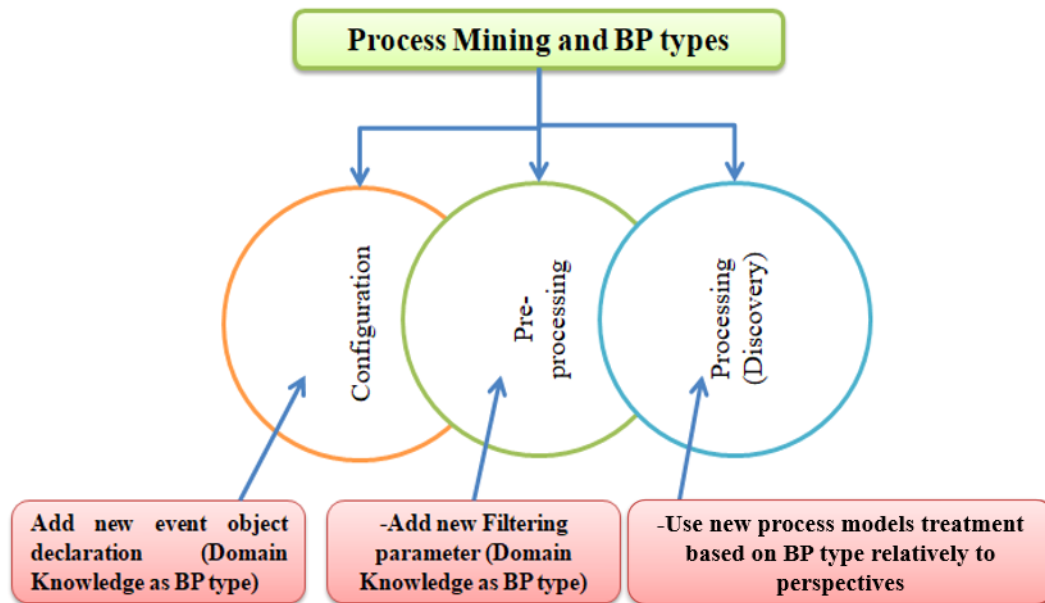 Process Mining and BP types
Configuration
Pre-
processing
Processing
(Discovery)
Add new event object
declaration (Domain
Knowledge as BP type)
-Add new Filtering
parameter (Domain
Knowledge as BP type)
-Use new process models treatment
based on BP type relatively to
perspectives